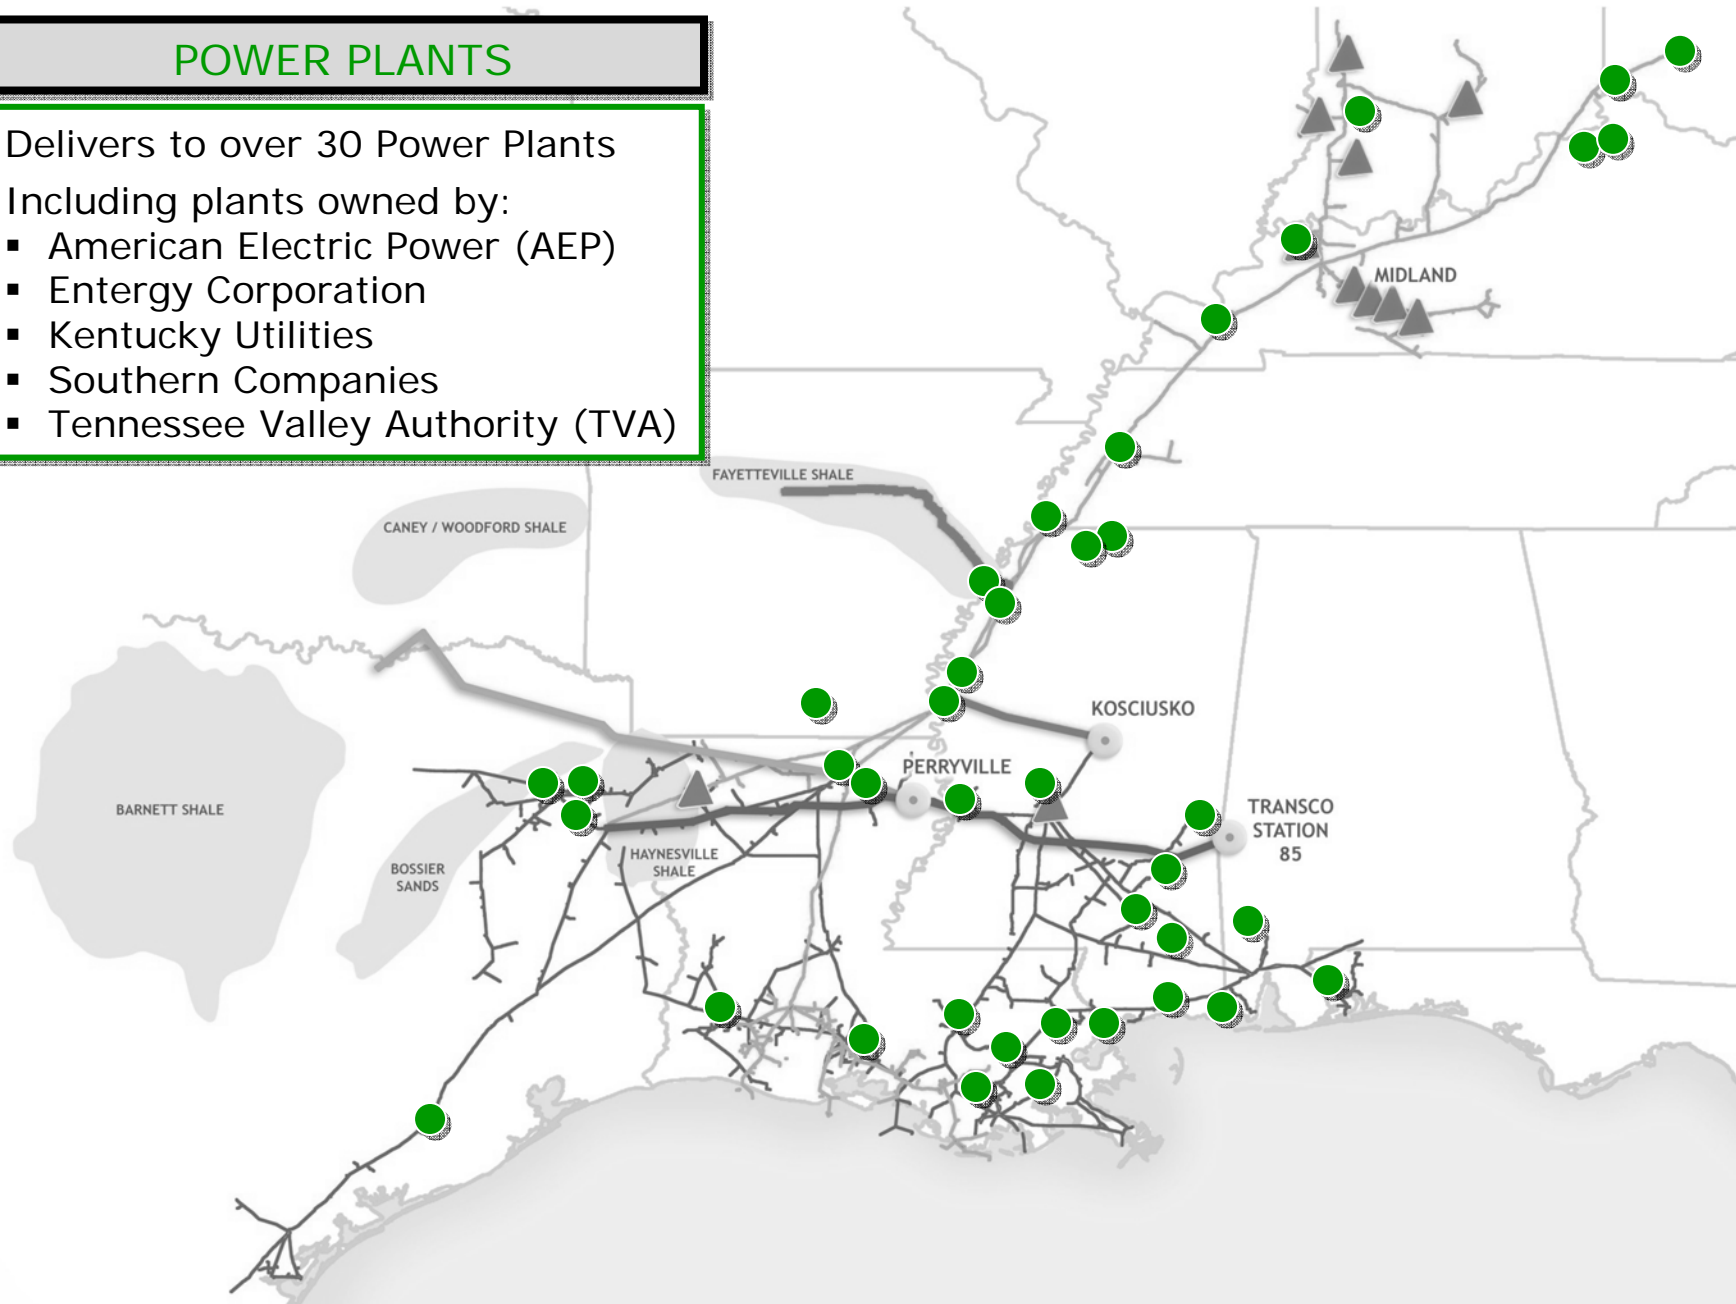 POWER PLANTS
Delivers to over 30 Power Plants
Including plants owned by:
▪ American Electric Power (AEP)
▪ Entergy Corporation
▪ Kentucky Utilities
▪ Southern Companies
▪ Tennessee Valley Authority (TVA)
MIDLAND
FAYETTEVILLE SHALE
CANEY / WOODFORD SHALE
KOSCIUSKO
PERRYVILLE
BARNETT SHALE
TRANSCO
STATION
85
HAYNESVILLE
SHALE
BOSSIER
SANDS